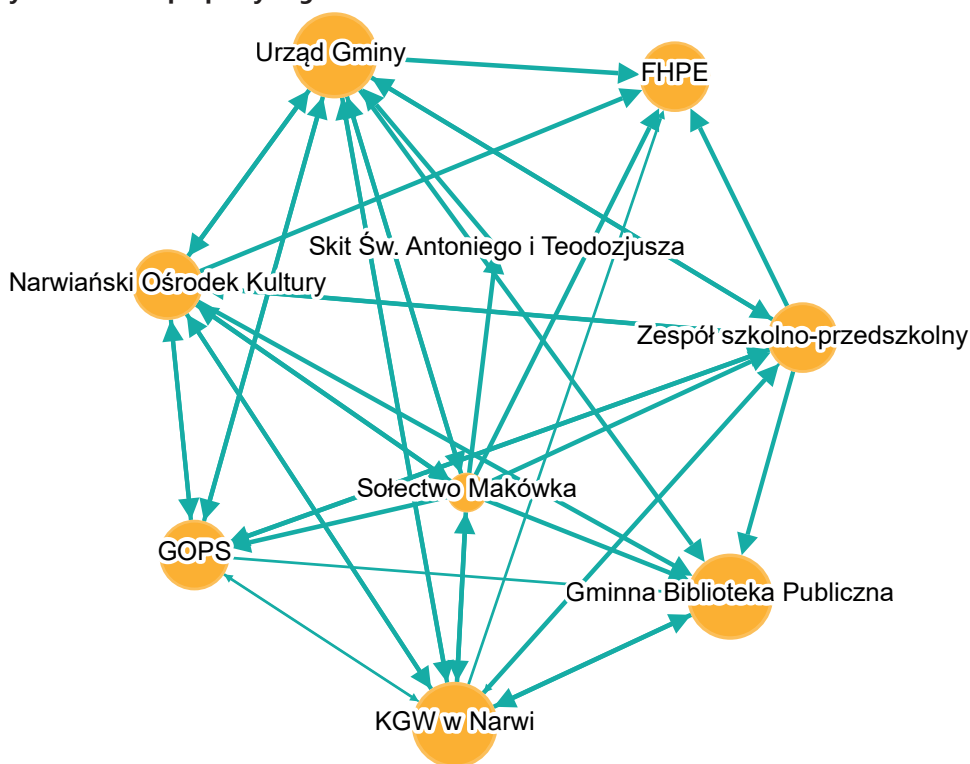 Urząd Gminy
FHPE
Skit Św. Antoniego i Teodozjusza
Narwiański Ośrodek Kultury
Zespół szkolno-przedszkolny
Sołectwo Makówka
GOPS
Gminna Biblioteka Publiczna
KGW w Narwi